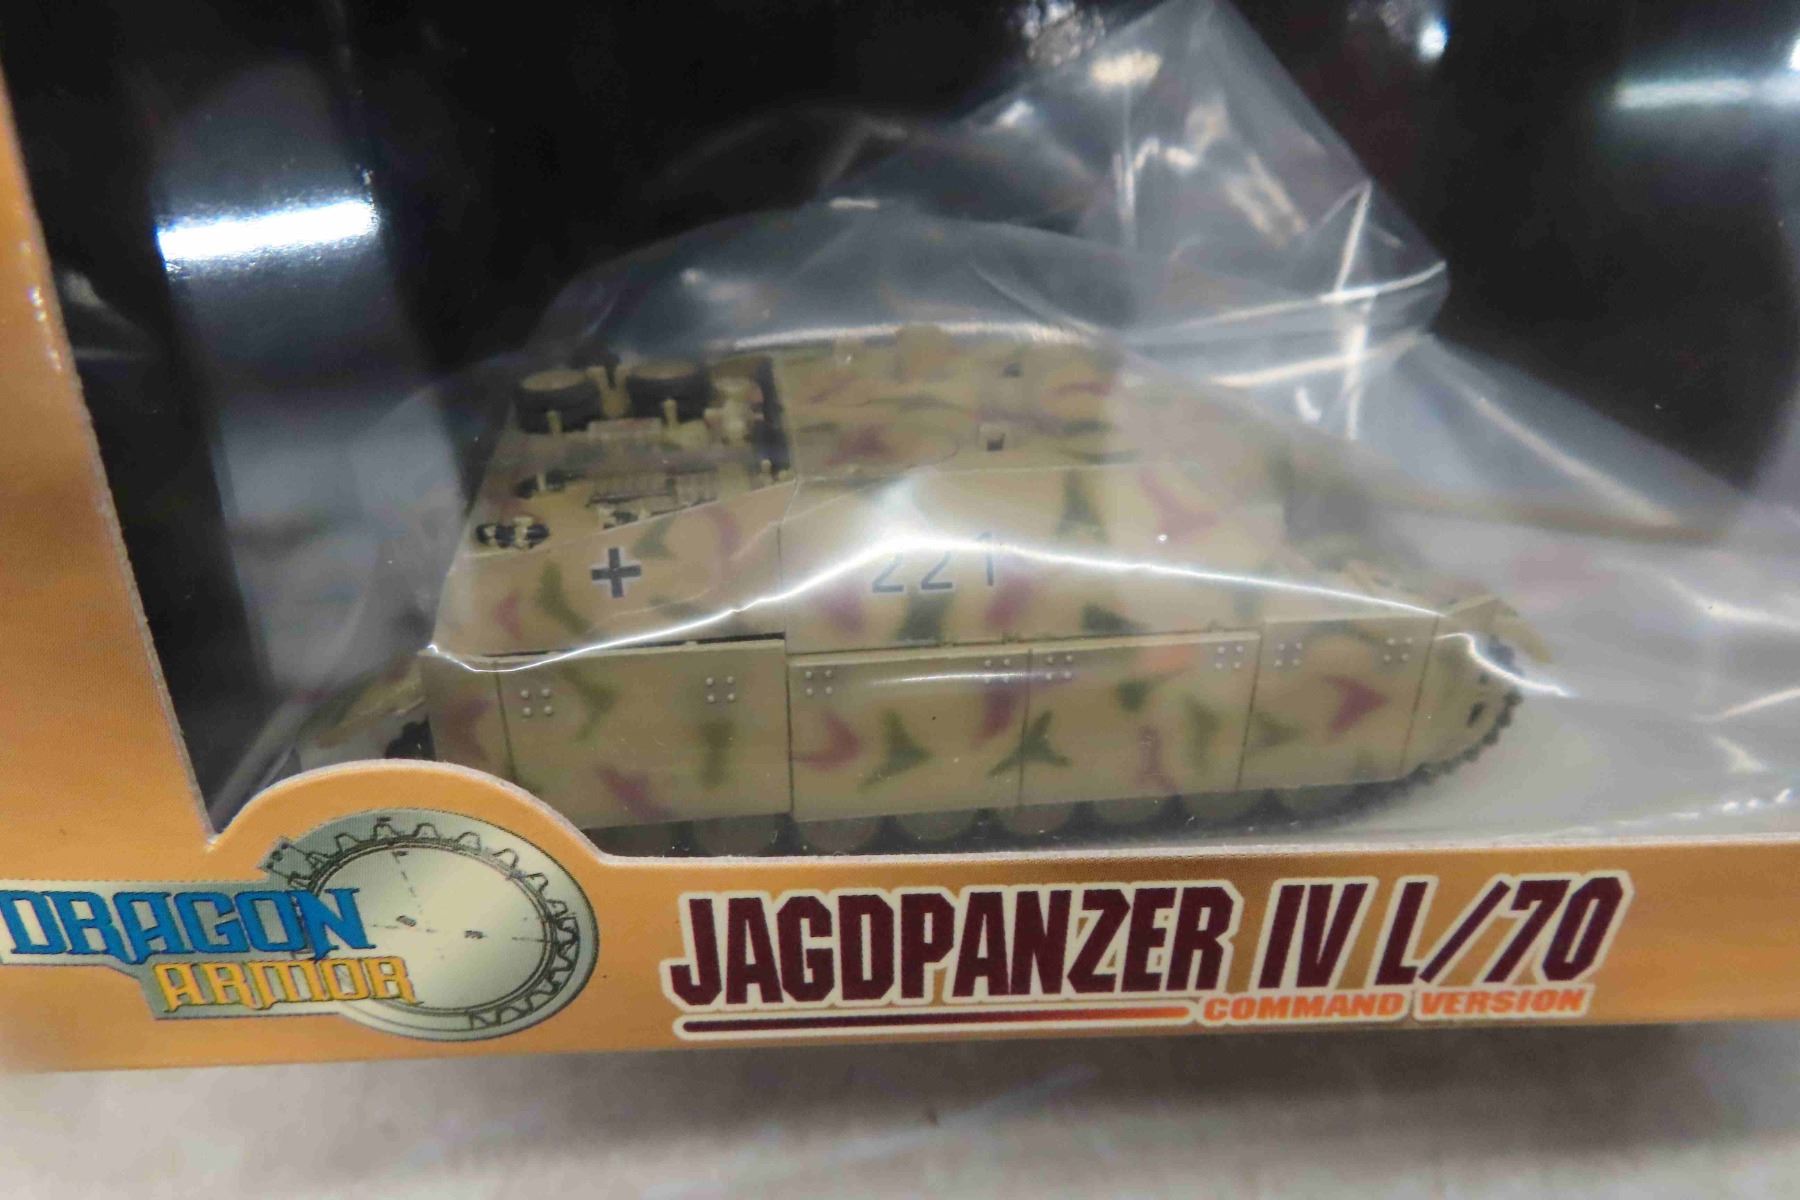 221
DRAGON
ARMOR
JAGDPANZER IV L/70
COMMAND VERSION